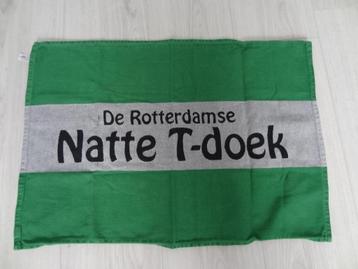 De Rotterdamse
Natte T-doek